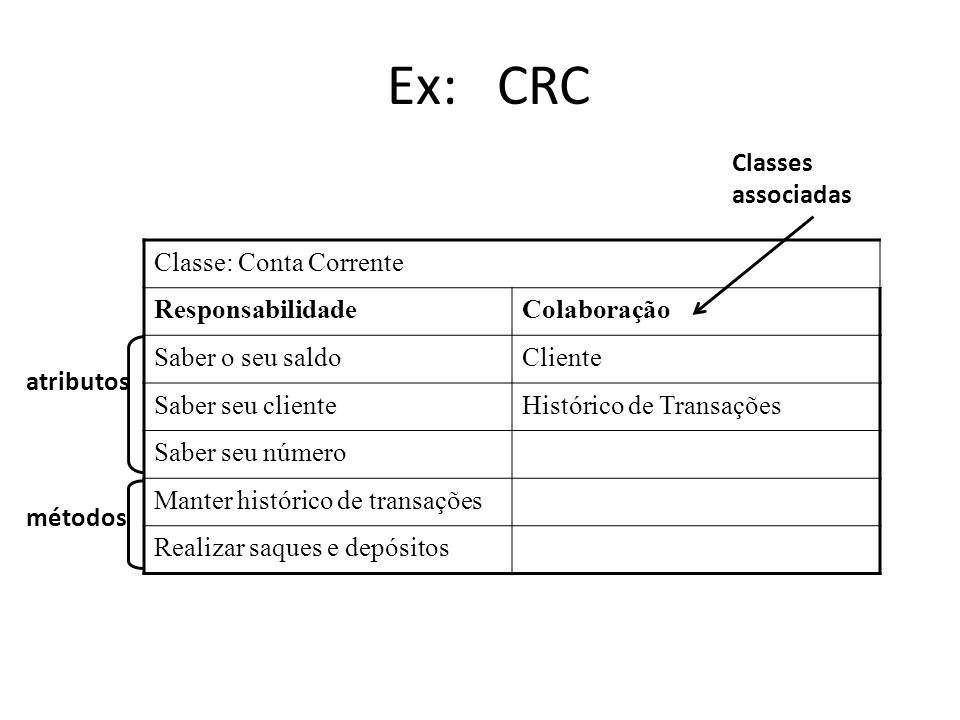 Ex: CRC
Classes
associadas
Classe: Conta Corrente
Responsabilidade Colaboração
Saber o seu saldo Cliente
atributos
Saber seu cliente Histórico de Transações
Saber seu número
Manter histórico de transações
métodos
Realizar saques e depósitos